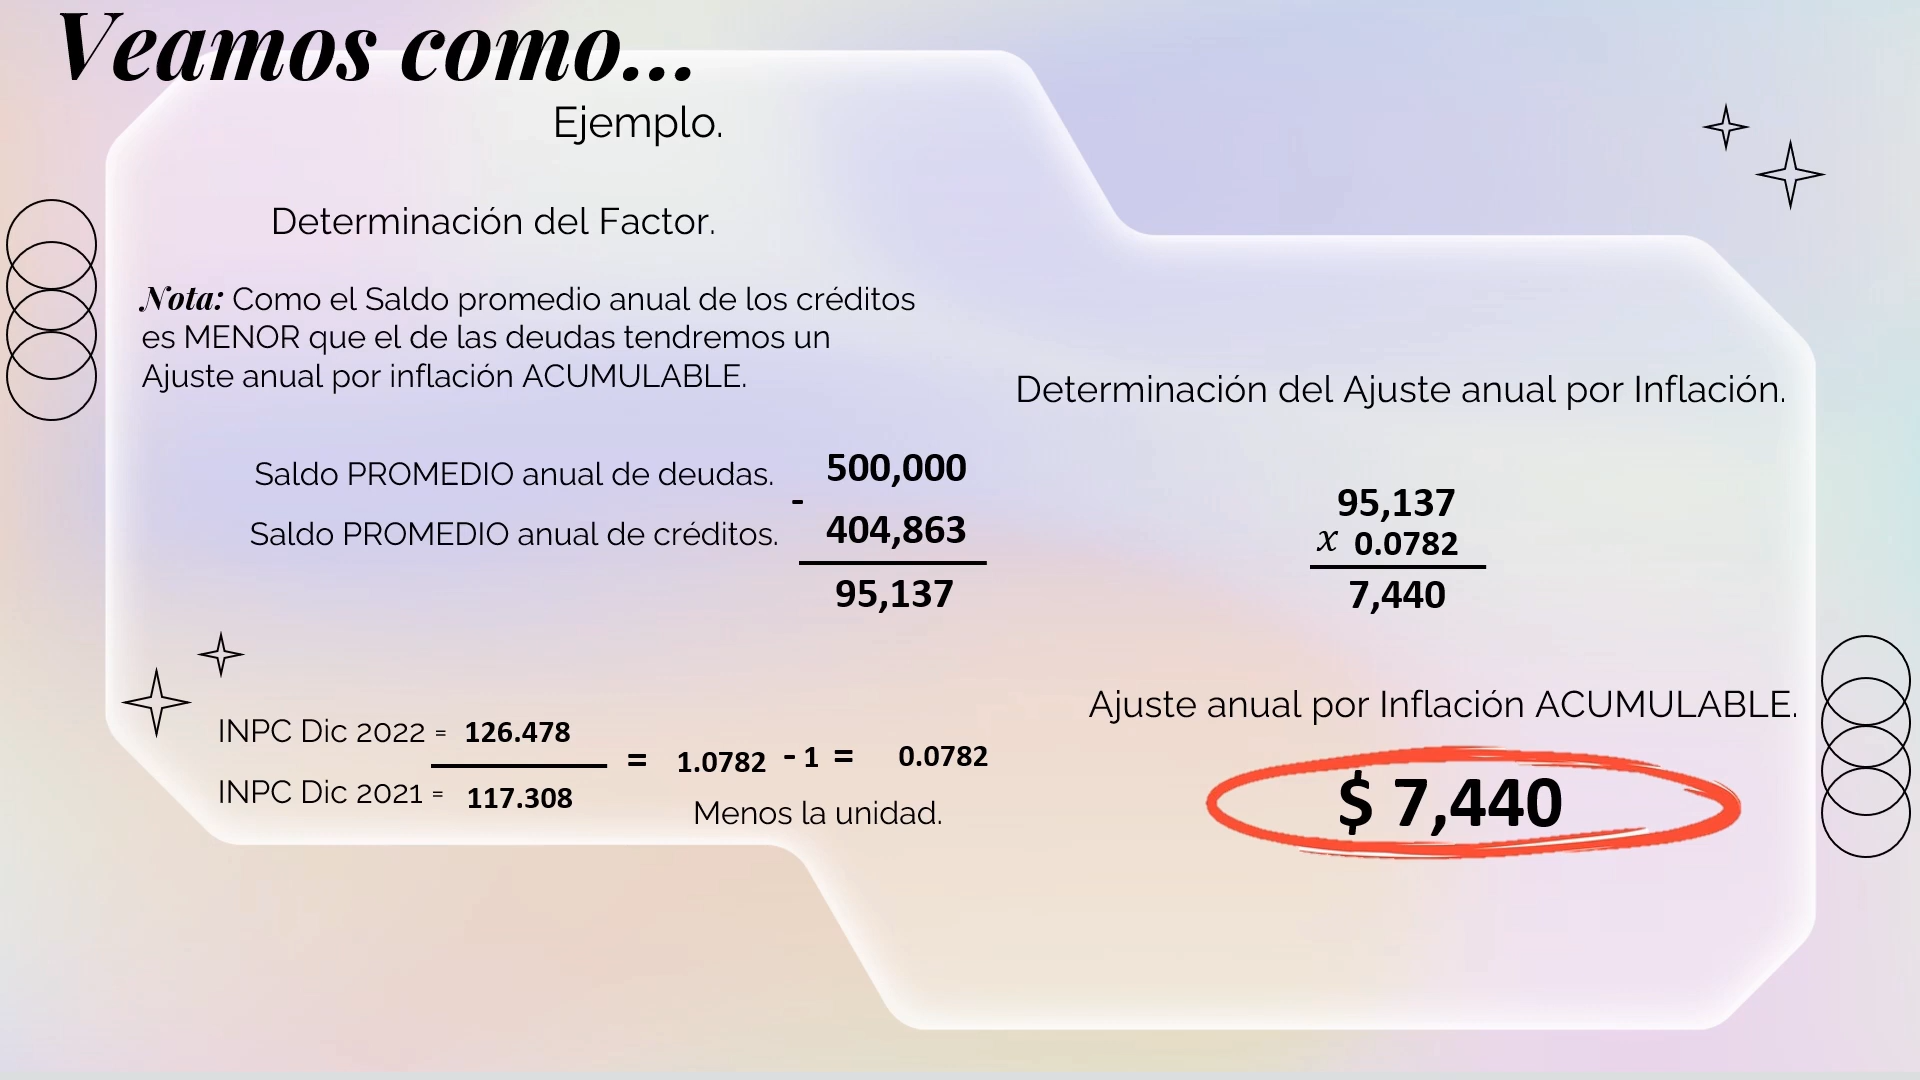 Veamos como...
Ejemplo.
Determinación del Factor.
Nota: Como el Saldo promedio anual de los créditos
es MENOR que el de las deudas tendremos un
Ajuste anual por inflación ACUMULABLE.
Saldo PROMEDIO anual de deudas. 500,000
-
Saldo PROMEDIO anual de créditos. 404,863
95,137
INPC Dic 2022 = 126.478
INPC Dic 2021 = 117.308
= 1.0782 - 1 = 0.0782
Menos la unidad.
Determinación del Ajuste anual por Inflación.
95,137
x 0.0782
7,440
Ajuste anual por Inflación ACUMULABLE.
$ 7,440